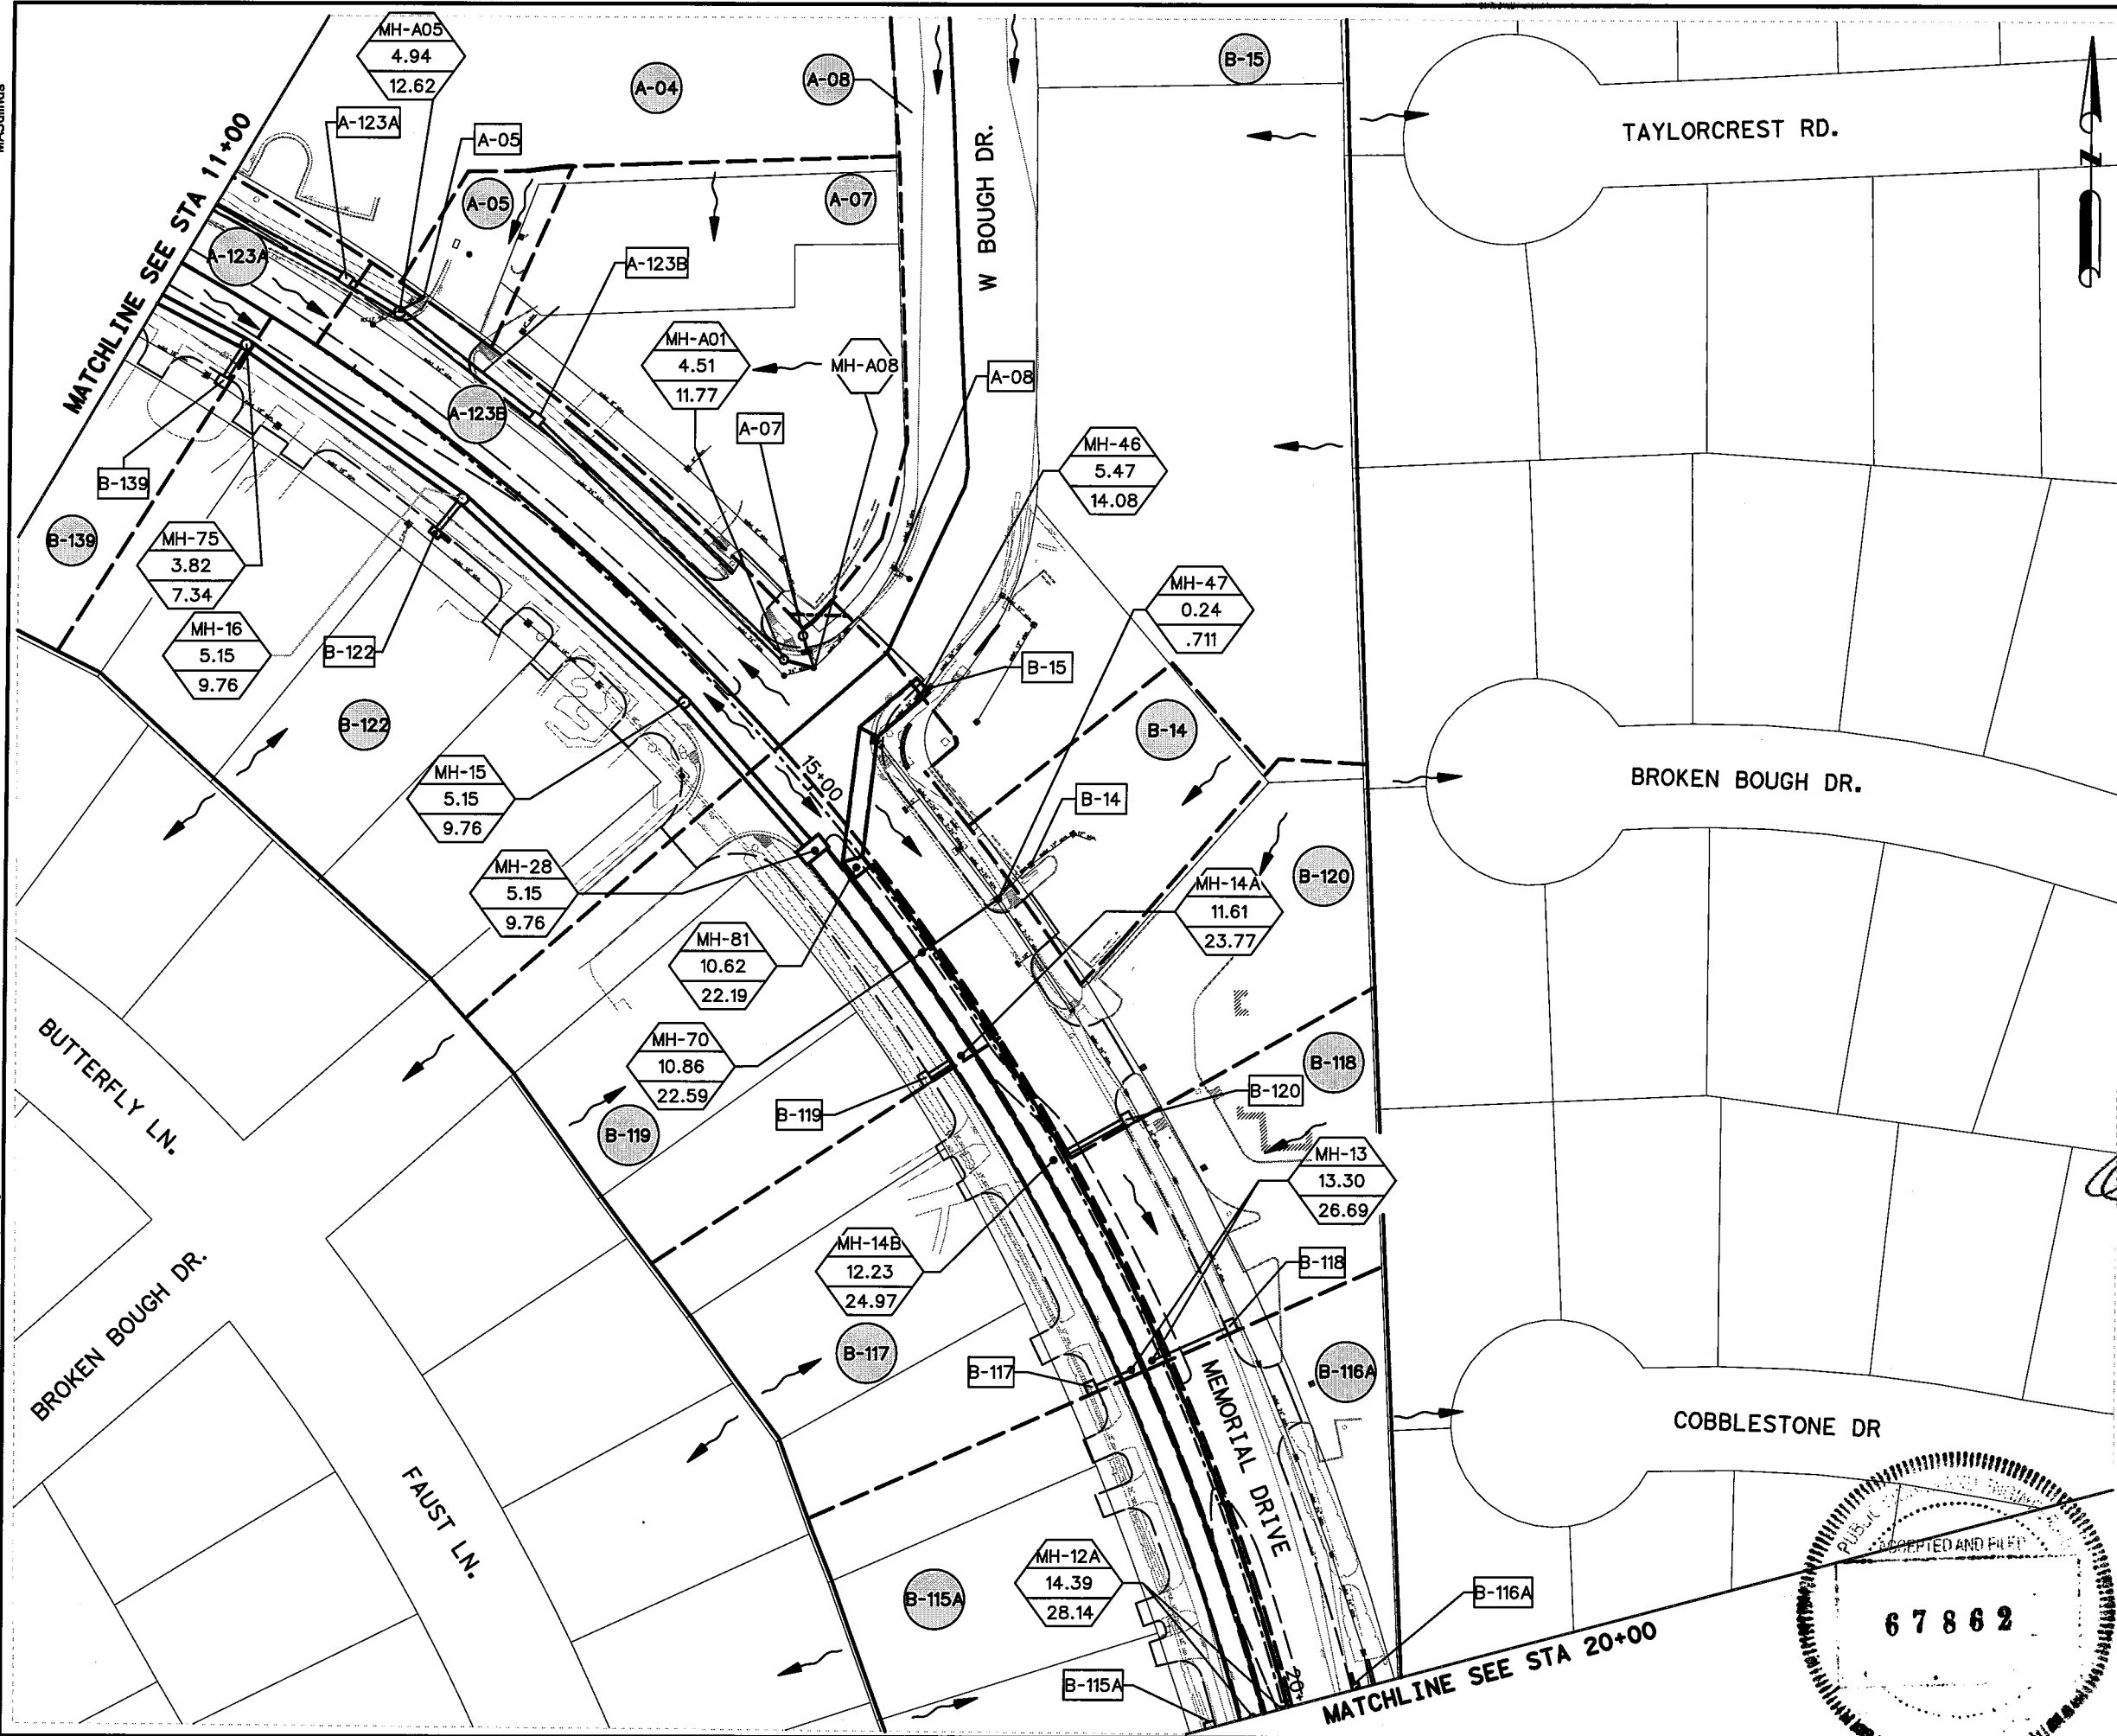 MH-A05
4.94
12.62
A-04
A-08
B-15
A-123A
A-05
TAYLORCREST RD.
W BOUGH DR.
MATCHLINE SEE STA 11+00
A-05
A-07
A-123A
A-123B
MH-A01
4.51
11.77
MH-A08
A-08
A-123B
A-07
MH-46
5.47
14.08
B-139
B-139
MH-75
3.82
7.34
MH-47
0.24
.711
MH-16
5.15
9.76
B-122
B-15
B-122
B-14
MH-15
5.15
9.76
15+00
B-14
BROKEN BOUGH DR.
MH-28
5.15
9.76
MH-14A
11.61
23.77
B-120
MH-81
10.62
22.19
BUTTERFLY LN.
MH-70
10.86
22.59
B-118
B-119
B-119
B-120
MH-13
13.30
26.69
MH-14B
12.23
24.97
BROKEN BOUGH DR.
B-118
B-117
B-117
B-116A
MEMORIAL DRIVE
COBBLESTONE DR
FAUST LN.
MH-12A
14.39
28.14
B-115A
B-116A
B-115A
20+
MATCHLINE SEE STA 20+00
ACCEPTED AND FILED
67862